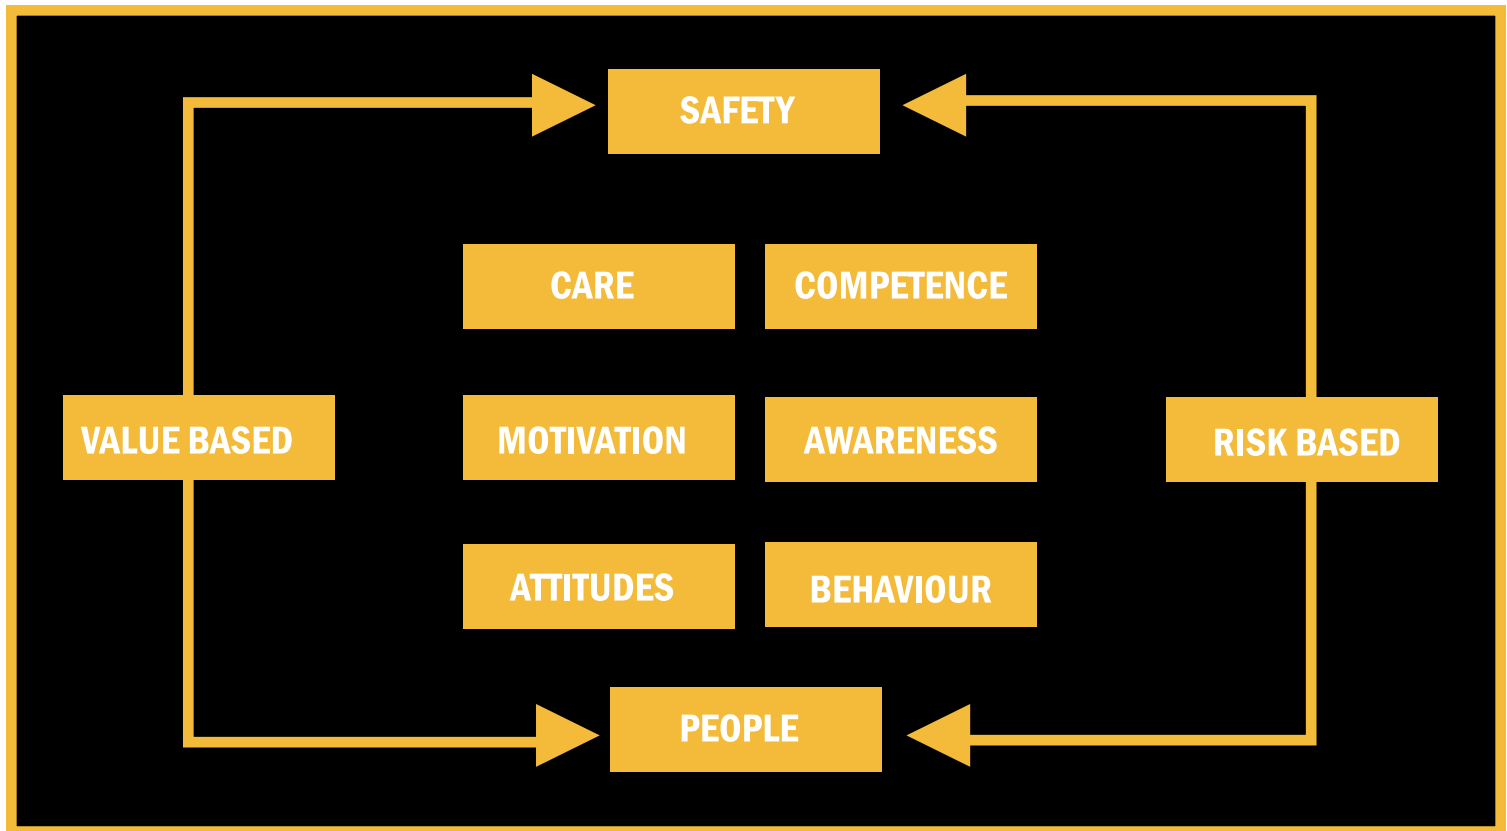 SAFETY
CARE
COMPETENCE
VALUE BASED
MOTIVATION
AWARENESS
RISK BASED
ATTITUDES
BEHAVIOUR
PEOPLE